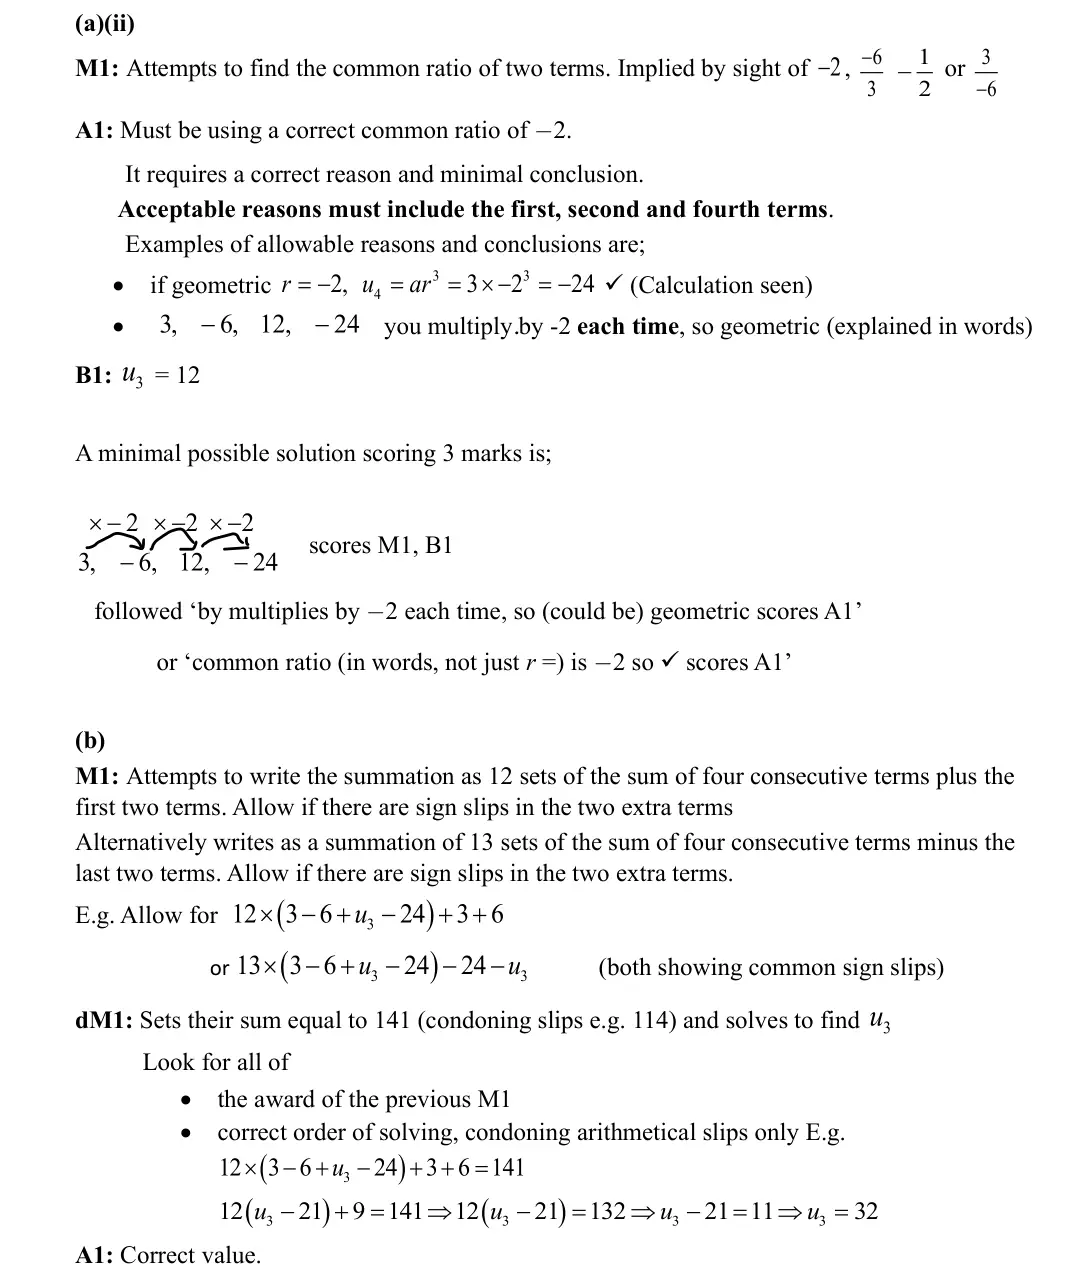 (a)(ii)
M1: Attempts to find the common ratio of two terms. Implied by sight of −2, −6/3 −1/2 or 3/−6
A1: Must be using a correct common ratio of −2.
It requires a correct reason and minimal conclusion.
Acceptable reasons must include the first, second and fourth terms.
Examples of allowable reasons and conclusions are;
• if geometric r = −2, u₄ = ar³ = 3×−2³ = −24 ✓ (Calculation seen)
• 3, −6, 12, −24 you multiply.by -2 each time, so geometric (explained in words)
B1: u₃ = 12
A minimal possible solution scoring 3 marks is;
×−2 ×−2 ×−2
3, −6, 12, −24 scores M1, B1
followed ‘by multiplies by −2 each time, so (could be) geometric scores A1’
or ‘common ratio (in words, not just r =) is −2 so ✓ scores A1’
(b)
M1: Attempts to write the summation as 12 sets of the sum of four consecutive terms plus the
first two terms. Allow if there are sign slips in the two extra terms
Alternatively writes as a summation of 13 sets of the sum of four consecutive terms minus the
last two terms. Allow if there are sign slips in the two extra terms.
E.g. Allow for 12×(3−6+u₃−24)+3+6
or 13×(3−6+u₃−24)−24−u₃ (both showing common sign slips)
dM1: Sets their sum equal to 141 (condoning slips e.g. 114) and solves to find u₃
Look for all of
• the award of the previous M1
• correct order of solving, condoning arithmetical slips only E.g.
12×(3−6+u₃−24)+3+6=141
12(u₃−21)+9=141⇒12(u₃−21)=132⇒u₃−21=11⇒u₃=32
A1: Correct value.